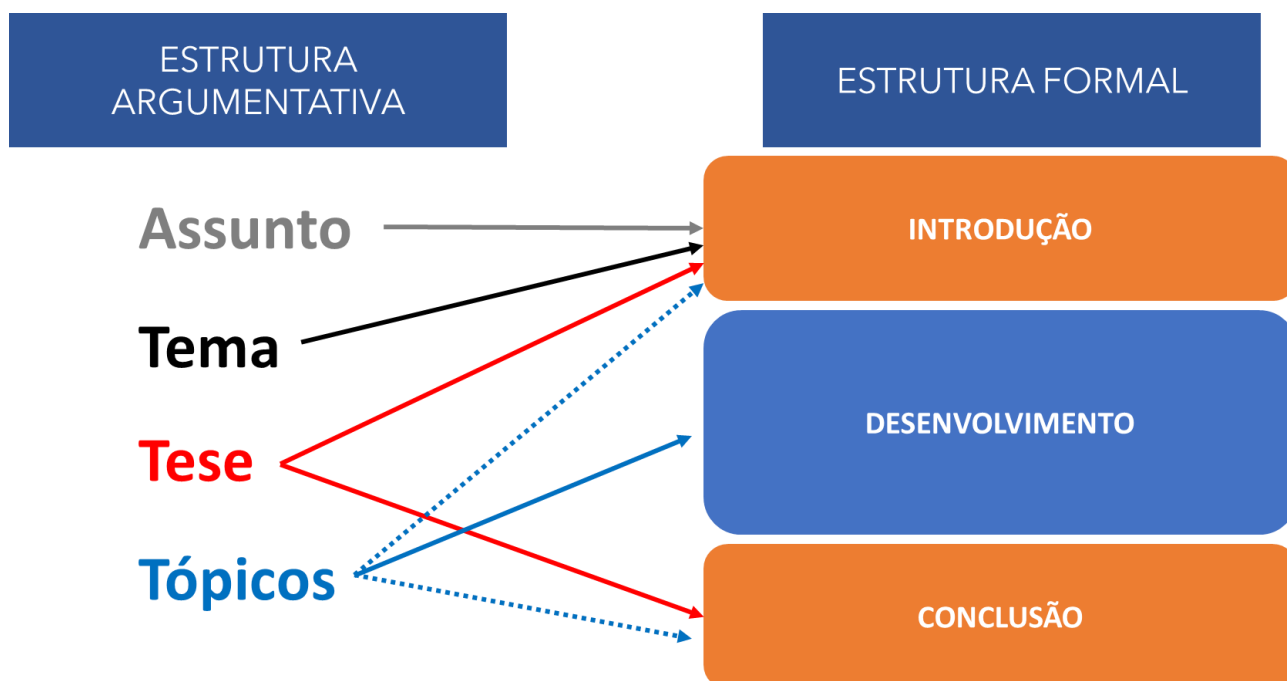 ESTRUTURA
ARGUMENTATIVA
ESTRUTURA FORMAL
Assunto
Tema
Tese
Tópicos
INTRODUÇÃO
DESENVOLVIMENTO
CONCLUSÃO